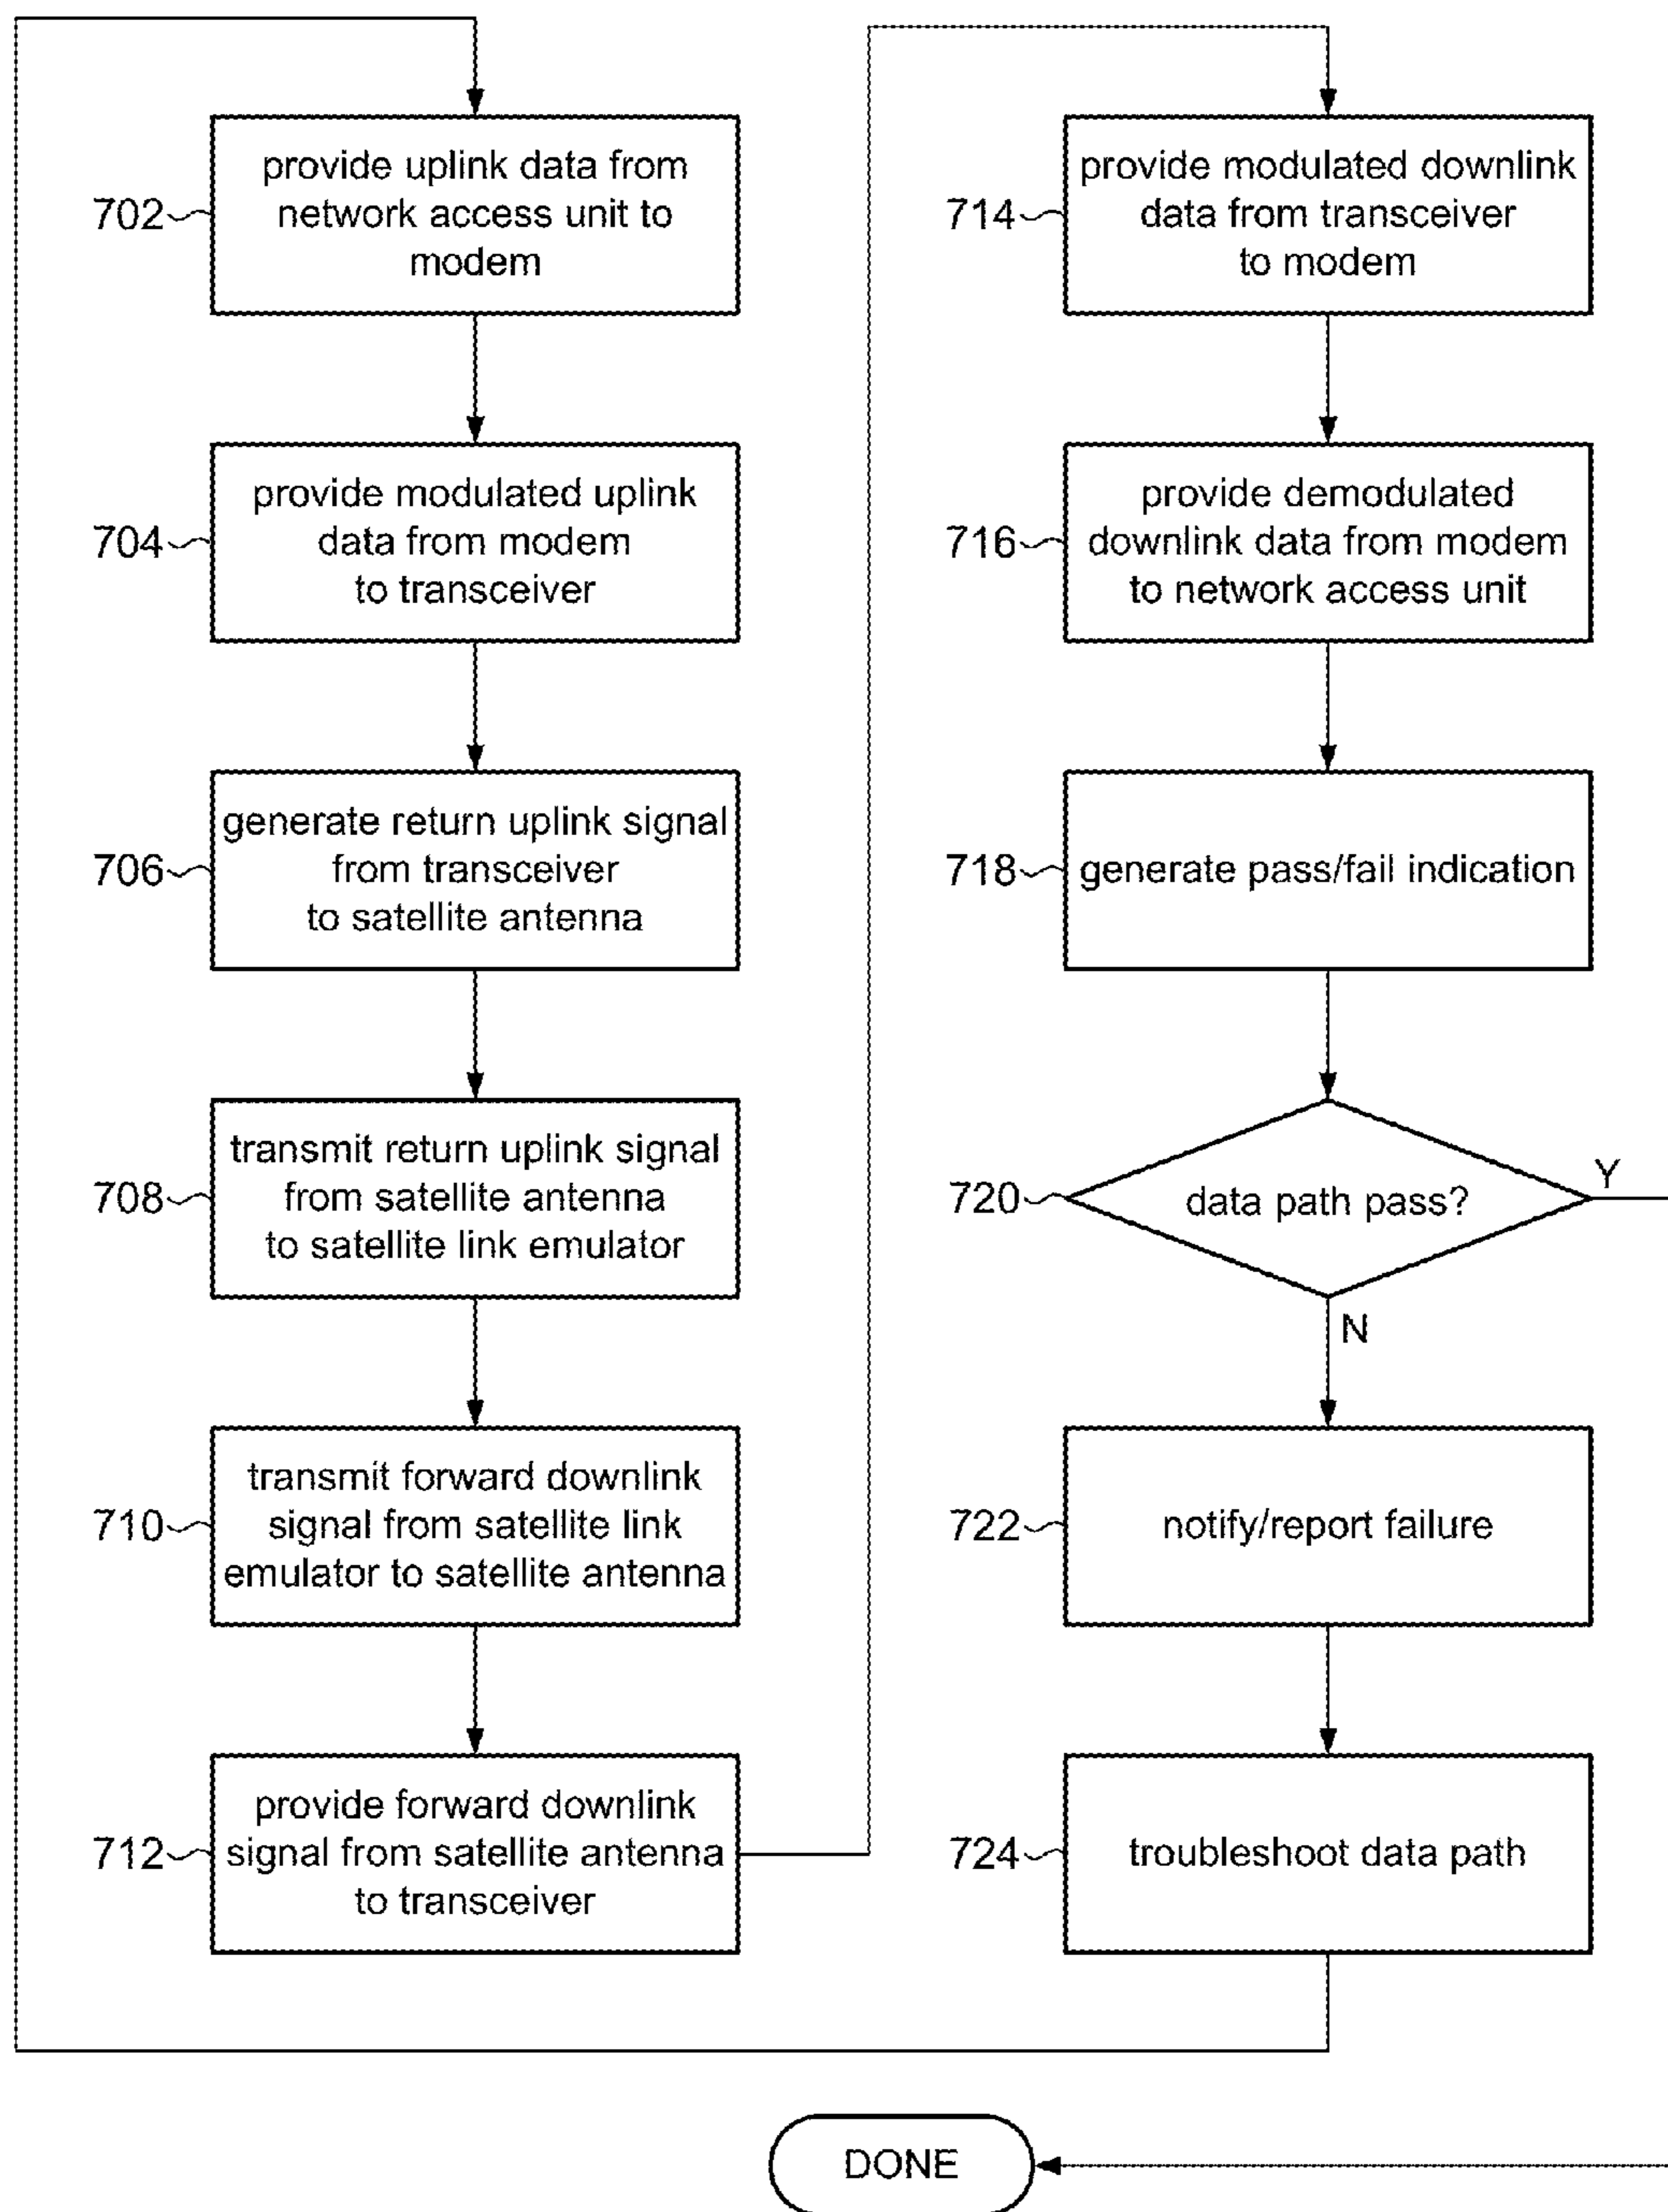 702
provide uplink data from
network access unit to
modem
704
provide modulated uplink
data from modem
to transceiver
706
generate return uplink signal
from transceiver
to satellite antenna
708
transmit return uplink signal
from satellite antenna
to satellite link emulator
710
transmit forward downlink
signal from satellite link
emulator to satellite antenna
712
provide forward downlink
signal from satellite antenna
to transceiver
714
provide modulated downlink
data from transceiver
to modem
716
provide demodulated
downlink data from modem
to network access unit
718
generate pass/fail indication
720
data path pass?
Y
N
722
notify/report failure
724
troubleshoot data path
DONE